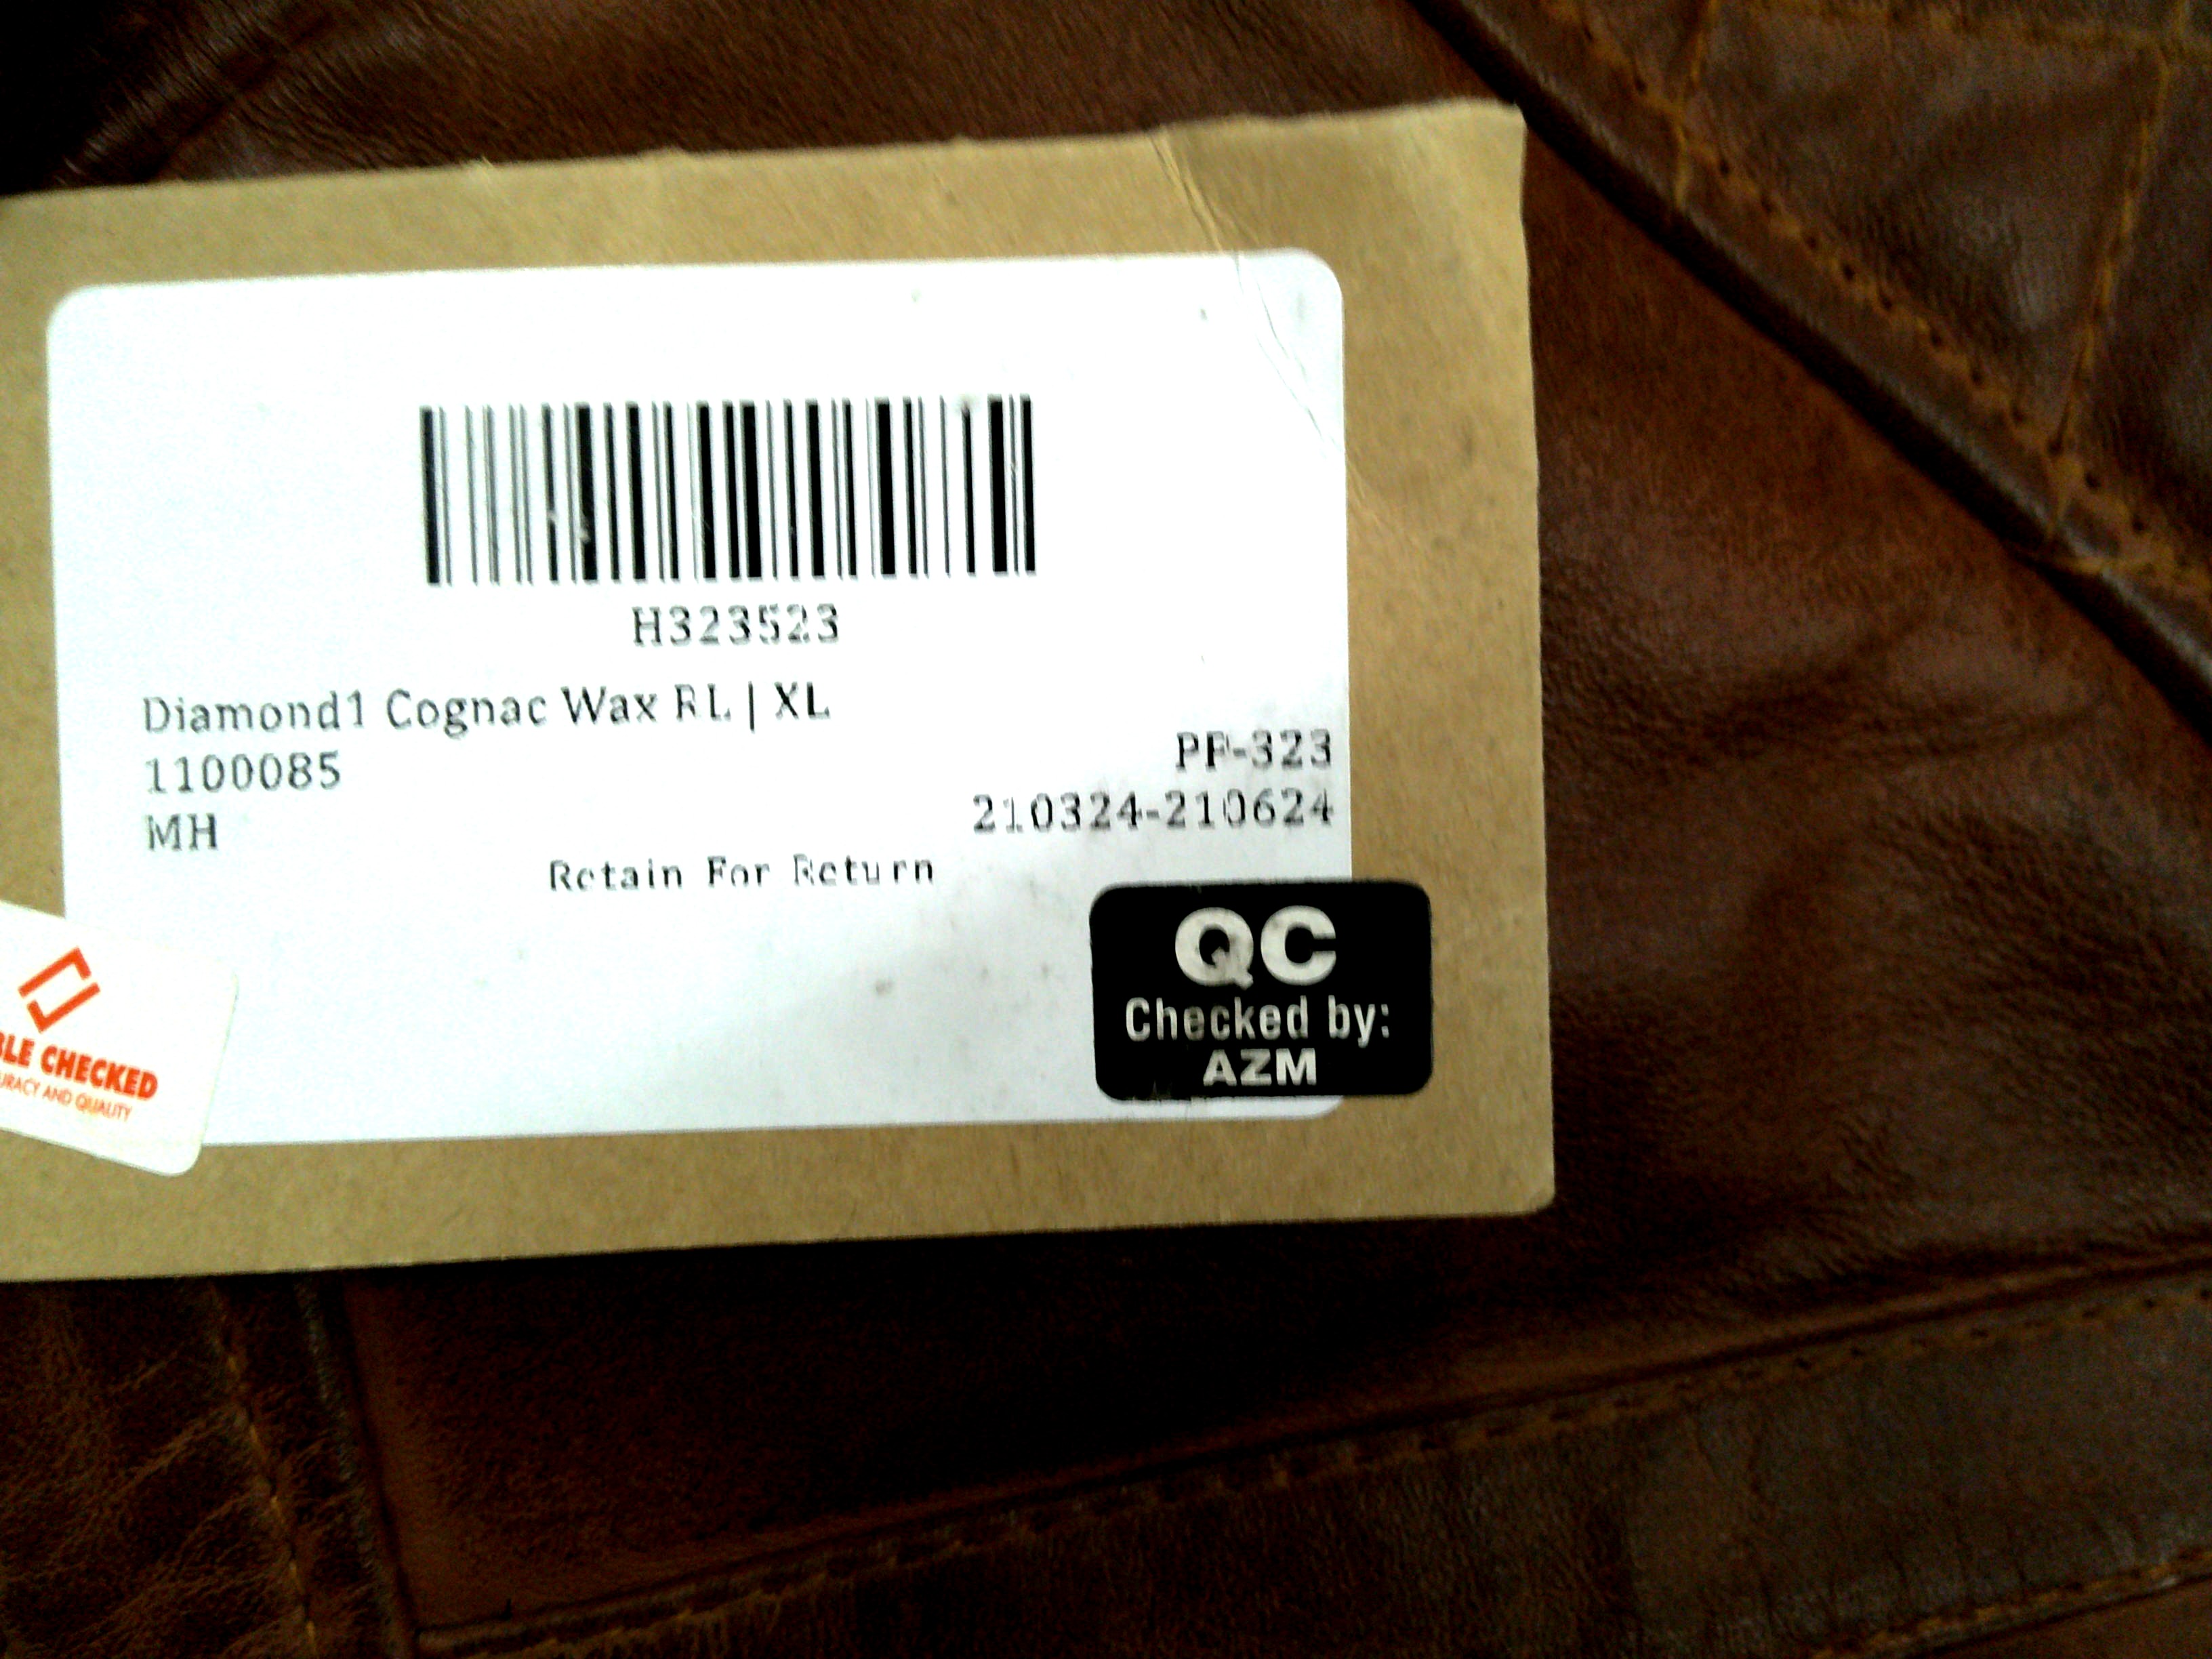 H323523
Diamond1 Cognac Wax RL | XL
1100085
PF-323
MH
210324-210624
Retain For Return
QC
Checked by:
AZM
BLE CHECKED
URACY AND QUALITY